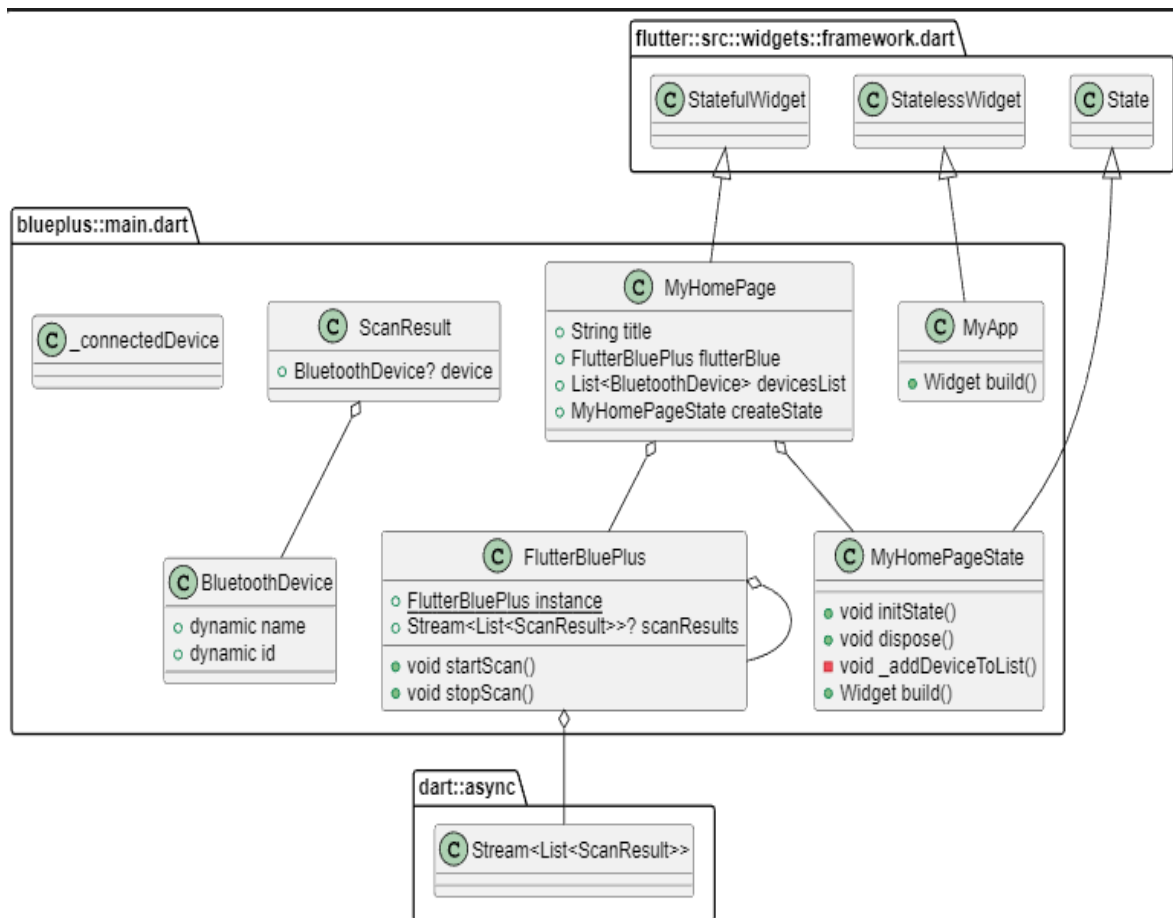 flutter::src::widgets::framework.dart
C StatefulWidget
C StatelessWidget
C State
blueplus::main.dart
C _connectedDevice
C ScanResult
BluetoothDevice? device
C MyHomePage
String title
FlutterBluePlus flutterBlue
List<BluetoothDevice> devicesList
MyHomePageState createState
C MyApp
Widget build()
C BluetoothDevice
dynamic name
dynamic id
C FlutterBluePlus
FlutterBluePlus instance
Stream<List<ScanResult>>? scanResults
void startScan()
void stopScan()
C MyHomePageState
void initState()
void dispose()
void _addDeviceToList()
Widget build()
dart::async
C Stream<List<ScanResult>>